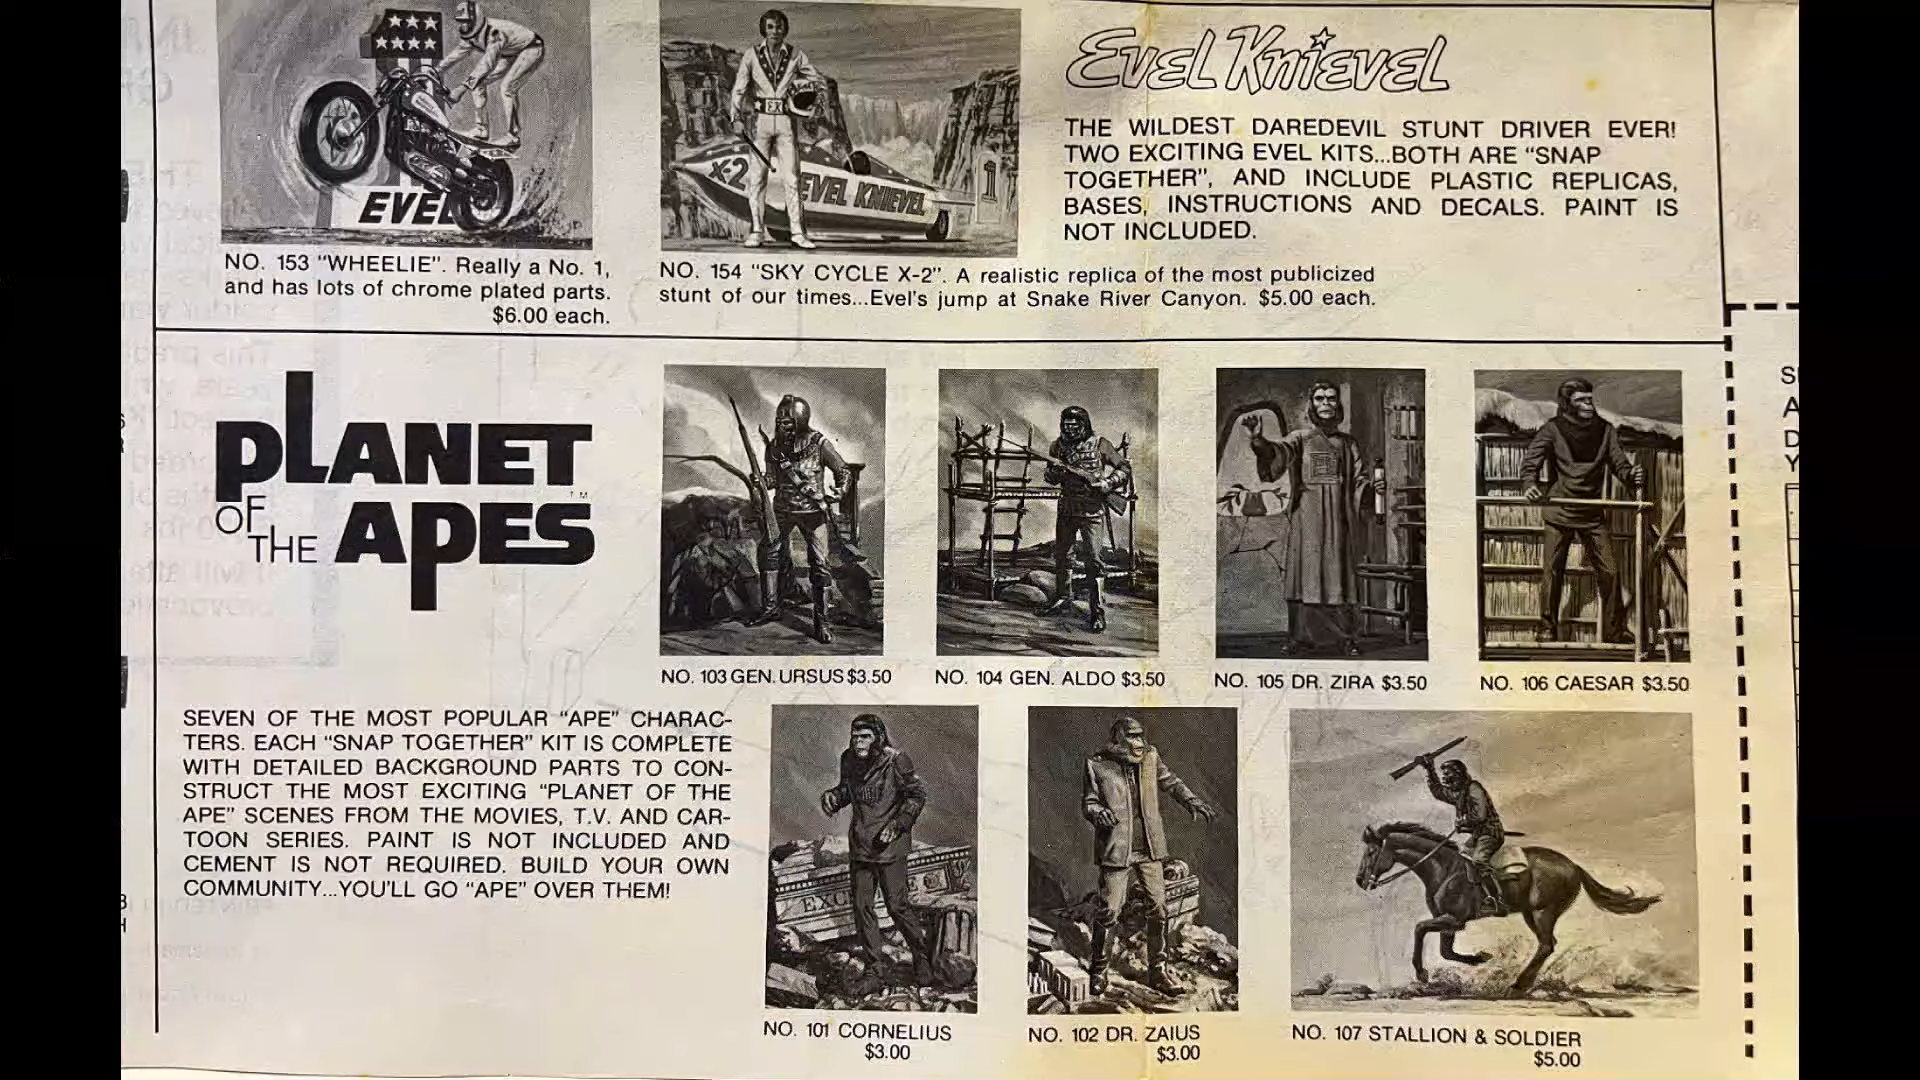 EVEL
X-2
EVEL KNIEVEL
1
Evel Knievel
THE WILDEST DAREDEVIL STUNT DRIVER EVER!
TWO EXCITING EVEL KITS...BOTH ARE “SNAP
TOGETHER”, AND INCLUDE PLASTIC REPLICAS,
BASES, INSTRUCTIONS AND DECALS. PAINT IS
NOT INCLUDED.
NO. 153 “WHEELIE”. Really a No. 1,
and has lots of chrome plated parts.
$6.00 each.
NO. 154 “SKY CYCLE X-2”. A realistic replica of the most publicized
stunt of our times...Evel's jump at Snake River Canyon. $5.00 each.
PLANET
OF
THE APES
TM
NO. 103 GEN. URSUS $3.50
NO. 104 GEN. ALDO $3.50
NO. 105 DR. ZIRA $3.50
NO. 106 CAESAR $3.50
SEVEN OF THE MOST POPULAR “APE” CHARAC-
TERS. EACH “SNAP TOGETHER” KIT IS COMPLETE
WITH DETAILED BACKGROUND PARTS TO CON-
STRUCT THE MOST EXCITING “PLANET OF THE
APE” SCENES FROM THE MOVIES, T.V. AND CAR-
TOON SERIES. PAINT IS NOT INCLUDED AND
CEMENT IS NOT REQUIRED. BUILD YOUR OWN
COMMUNITY...YOU'LL GO “APE” OVER THEM!
NO. 101 CORNELIUS
$3.00
NO. 102 DR. ZAIUS
$3.00
NO. 107 STALLION & SOLDIER
$5.00